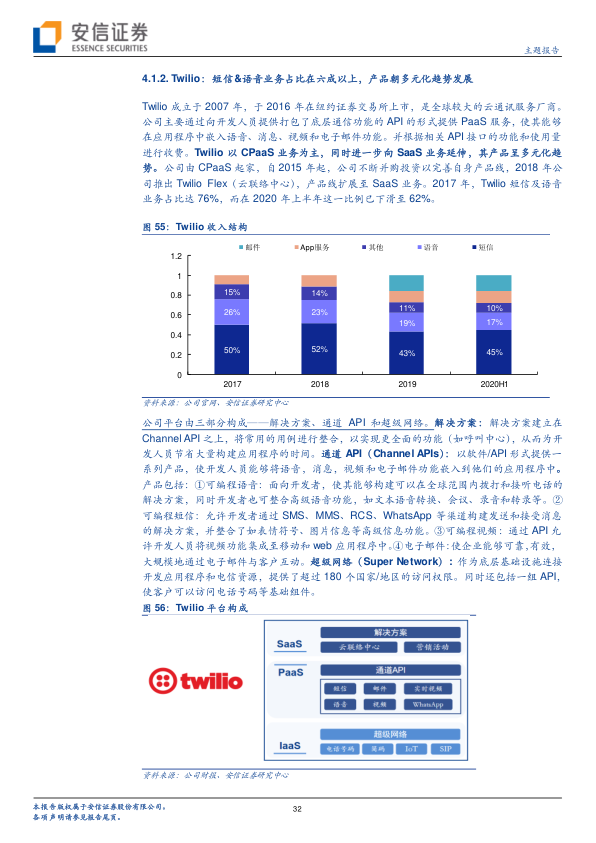 安信证券
ESSENCE SECURITIES
主题报告
4.1.2. Twilio：短信&语音业务占比在六成以上，产品朝多元化趋势发展
Twilio 成立于 2007 年，于 2016 年在纽约证券交易所上市，是全球较大的云通讯服务厂商。
公司主要通过向开发人员提供打包了底层通信功能的 API 的形式提供 PaaS 服务，使其能够
在应用程序中嵌入语音、消息、视频和电子邮件功能。并根据相关 API 接口的功能和使用量
进行收费。Twilio 以 CPaaS 业务为主，同时进一步向 SaaS 业务延伸，其产品呈多元化趋
势。公司由 CPaaS 起家，自 2015 年起，公司不断并购投资以完善自身产品线，2018 年公
司推出 Twilio Flex（云联络中心），产品线扩展至 SaaS 业务。2017 年，Twilio 短信及语音
业务占比达 76%，而在 2020 年上半年这一比例已下滑至 62%。
图 55：Twilio 收入结构
邮件 App服务 其他 语音 短信
1.2
1
0.8
0.6
0.4
0.2
0
15% 14% 11% 10%
26% 23% 19% 17%
50% 52% 43% 45%
2017 2018 2019 2020H1
资料来源：公司官网，安信证券研究中心
公司平台由三部分构成——解决方案、通道 API 和超级网络。解决方案：解决方案建立在
Channel API 之上，将常用的用例进行整合，以实现更全面的功能（如呼叫中心），从而为开
发人员节省大量构建应用程序的时间。通道 API（Channel APIs）：以软件/API 形式提供一
系列产品，使开发人员能够将语音，消息，视频和电子邮件功能嵌入到他们的应用程序中。
产品包括：①可编程语音：面向开发者，使其能够构建可以在全球范围内拨打和接听电话的
解决方案，同时开发者也可整合高级语音功能，如文本语音转换、会议、录音和转录等。②
可编程短信：允许开发者通过 SMS、MMS、RCS、WhatsApp 等渠道构建发送和接受消息
的解决方案，并整合了如表情符号、图片信息等高级信息功能。③可编程视频：通过 API 允
许开发人员将视频功能集成至移动和 web 应用程序中。④电子邮件：使企业能够可靠，有效，
大规模地通过电子邮件与客户互动。超级网络（Super Network）：作为底层基础设施连接
开发应用程序和电信资源，提供了超过 180 个国家/地区的访问权限。同时还包括一组 API，
使客户可以访问电话号码等基础组件。
图 56：Twilio 平台构成
twilio
SaaS
解决方案
云联络中心 营销活动
PaaS
通道API
短信 邮件 实时视频
语音 视频 WhatsApp
IaaS
超级网络
电话号码 简码 IoT SIP
资料来源：公司财报，安信证券研究中心
本报告版权属于安信证券股份有限公司。
各项声明请参见报告尾页。
32